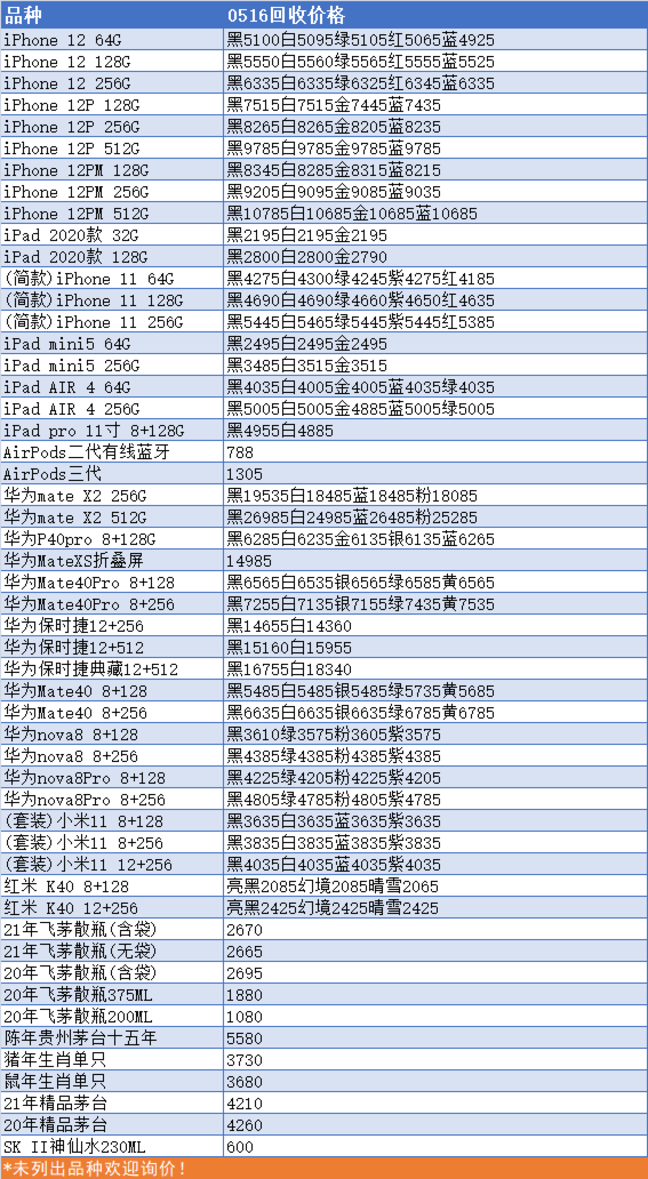 品种 0516回收价格
iPhone 12 64G 黑5100白5095绿5105红5065蓝4925
iPhone 12 128G 黑5550白5560绿5565红5555蓝5525
iPhone 12 256G 黑6335白6335绿6325红6345蓝6335
iPhone 12P 128G 黑7515白7515金7445蓝7435
iPhone 12P 256G 黑8265白8265金8205蓝8235
iPhone 12P 512G 黑9785白9785金9785蓝9785
iPhone 12PM 128G 黑8345白8285金8315蓝8215
iPhone 12PM 256G 黑9205白9095金9085蓝9035
iPhone 12PM 512G 黑10785白10685金10685蓝10685
iPad 2020款 32G 黑2195白2195金2195
iPad 2020款 128G 黑2800白2800金2790
(简款)iPhone 11 64G 黑4275白4300绿4245紫4275红4185
(简款)iPhone 11 128G 黑4690白4690绿4660紫4650红4635
(简款)iPhone 11 256G 黑5445白5465绿5445紫5445红5385
iPad mini5 64G 黑2495白2495金2495
iPad mini5 256G 黑3485白3515金3515
iPad AIR 4 64G 黑4035白4005金4005蓝4035绿4035
iPad AIR 4 256G 黑5005白5005金4885蓝5005绿5005
iPad pro 11寸 8+128G 黑4955白4885
AirPods二代有线蓝牙 788
AirPods三代 1305
华为mate X2 256G 黑19535白18485蓝18485粉18085
华为mate X2 512G 黑26985白24985蓝26485粉25285
华为P40pro 8+128G 黑6285白6235金6135银6135蓝6265
华为MateXS折叠屏 14985
华为Mate40Pro 8+128 黑6565白6535银6565绿6585黄6565
华为Mate40Pro 8+256 黑7255白7135银7155绿7435黄7535
华为保时捷12+256 黑14655白14360
华为保时捷12+512 黑15160白15955
华为保时捷典藏12+512 黑16755白18340
华为Mate40 8+128 黑5485白5485银5485绿5735黄5685
华为Mate40 8+256 黑6635白6635银6635绿6785黄6785
华为nova8 8+128 黑3610绿3575粉3605紫3575
华为nova8 8+256 黑4385绿4385粉4385紫4385
华为nova8Pro 8+128 黑4225绿4205粉4225紫4205
华为nova8Pro 8+256 黑4805绿4785粉4805紫4785
(套装)小米11 8+128 黑3635白3635蓝3635紫3635
(套装)小米11 8+256 黑3835白3835蓝3835紫3835
(套装)小米11 12+256 黑4035白4035蓝4035紫4035
红米 K40 8+128 亮黑2085幻境2085晴雪2065
红米 K40 12+256 亮黑2425幻境2425晴雪2425
21年飞茅散瓶(含袋) 2670
21年飞茅散瓶(无袋) 2665
20年飞茅散瓶(含袋) 2695
20年飞茅散瓶375ML 1880
20年飞茅散瓶200ML 1080
陈年贵州茅台十五年 5580
猪年生肖单只 3730
鼠年生肖单只 3680
21年精品茅台 4210
20年精品茅台 4260
SK II神仙水230ML 600
*未列出品种欢迎询价!